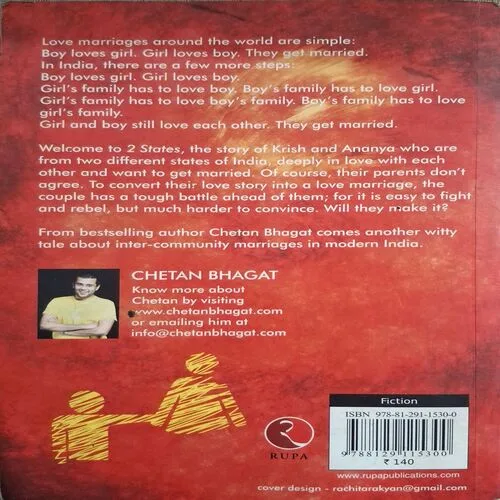 Love marriages around the world are simple:
Boy loves girl. Girl loves boy. They get married.
In India, there are a few more steps:
Boy loves girl. Girl loves boy.
Girl's family has to love boy. Boy's family has to love girl.
Girl's family has to love boy's family. Boy's family has to love
girl's family.
Girl and boy still love each other. They get married.
Welcome to 2 States, the story of Krish and Ananya who are
from two different states of India, deeply in love with each
other and want to get married. Of course, their parents don't
agree. To convert their love story into a love marriage, the
couple has a tough battle ahead of them; for it is easy to fight
and rebel, but much harder to convince. Will they make it?
From bestselling author Chetan Bhagat comes another witty
tale about inter-community marriages in modern India.
CHETAN BHAGAT
Know more about
Chetan by visiting
www.chetanbhagat.com
or emailing him at
info@chetanbhagat.com
RUPA
Fiction
ISBN 978-81-291-1530-0
9 788129 115300
₹ 140
www.rupapublications.com
cover design - rachitarakyan@gmail.com